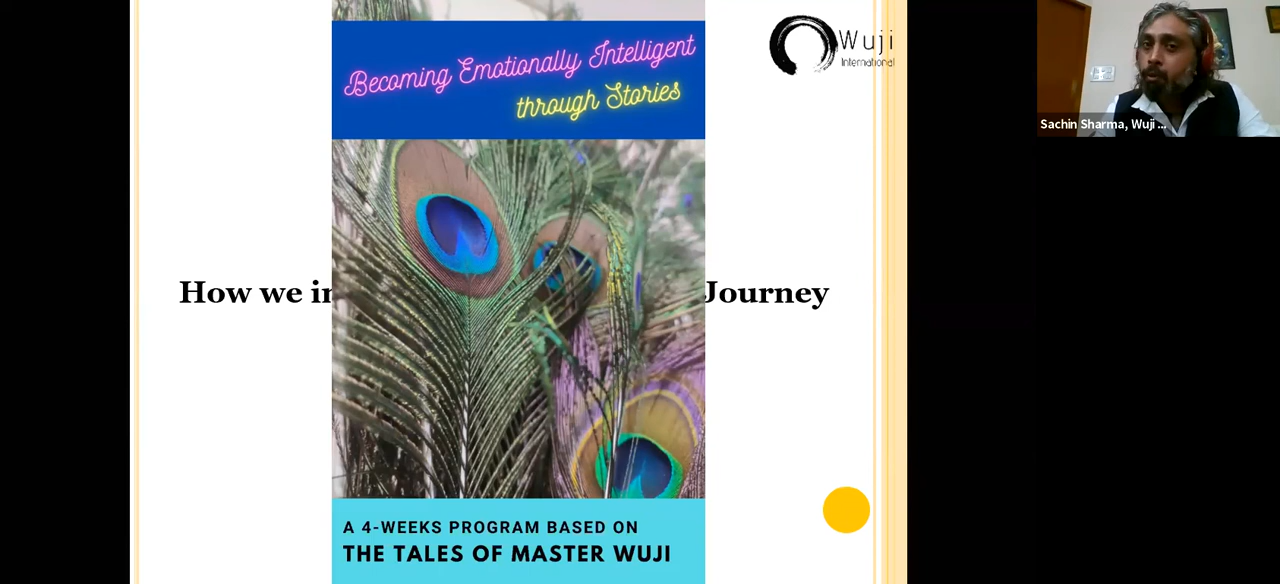 Becoming Emotionally Intelligent
through Stories
Wuji
International
Sachin Sharma, Wuji ...
How we in
Journey
A 4-WEEKS PROGRAM BASED ON
THE TALES OF MASTER WUJI